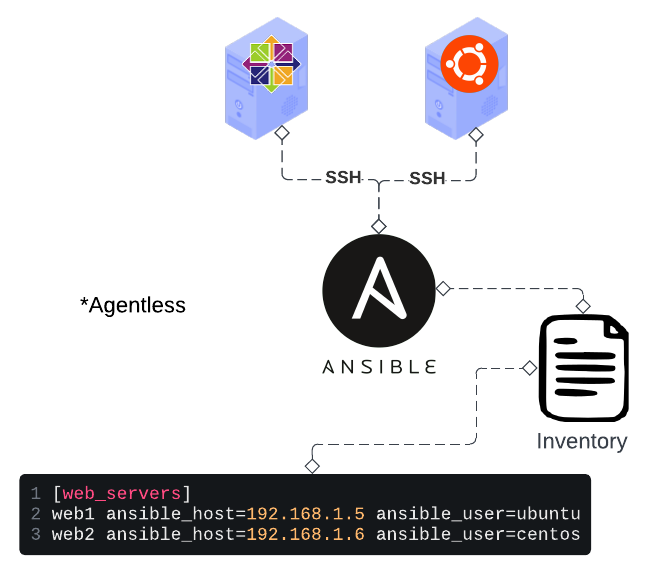 SSH SSH
*Agentless
ANSIBLE
Inventory
1 [web_servers]
2 web1 ansible_host=192.168.1.5 ansible_user=ubuntu
3 web2 ansible_host=192.168.1.6 ansible_user=centos